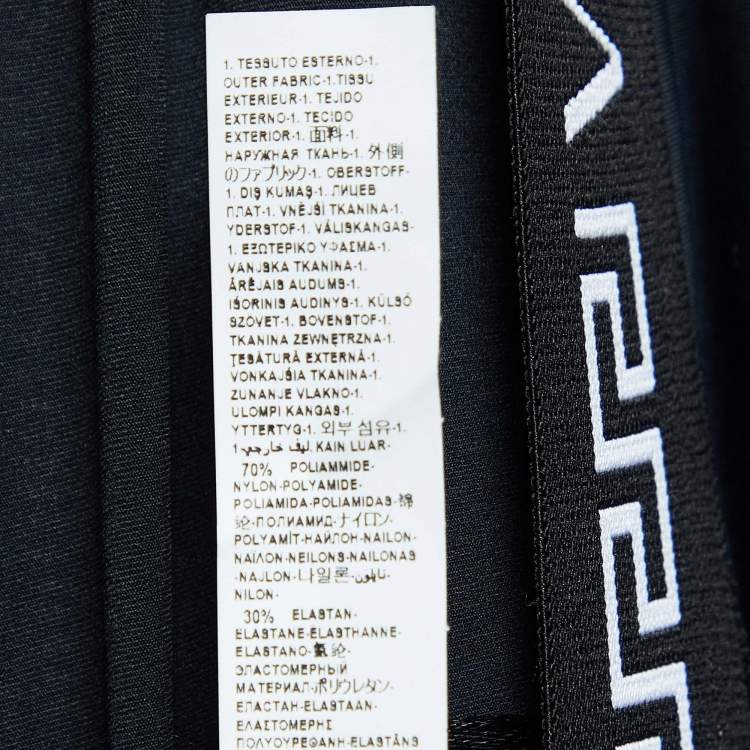 1. TESSUTO ESTERNO-1.
OUTER FABRIC-1.TISSU
EXTERIEUR-1. TEJIDO
EXTERNO-1. TECIDO
EXTERIOR-1. 面料-1.
НАРУЖНАЯ ТКАНЬ-1. 外側
のファブリック-1. OBERSTOFF-
1. DIŞ KUMAŞ-1. ЛИЦЕВ
ПЛАТ-1. VNĚJŠÍ TKANINA-1.
YDERSTOF-1. VÄLISKANGAS-
1. ΕΞΩΤΕΡΙΚΟ ΥΦΑΣΜΑ-1.
VANJSKA TKANINA-1.
ĀRĒJAIS AUDUMS-1.
IŠORINIS AUDINYS-1. KÜLSŐ
SZÖVET-1. BOVENSTOF-1.
TKANINA ZEWNĘTRZNA-1.
ŢESĂTURĂ EXTERNĂ-1.
VONKAJŠIA TKANINA-1.
ZUNANJE VLAKNO-1.
ULOMPI KANGAS-1.
YTTERTYG-1. 외부 섬유-1.
1 ليف خارجي-1. KAIN LUAR-
70% POLIAMMIDE-
NYLON-POLYAMIDE-
POLIAMIDA-POLIAMIDAS-錦
纶-ПОЛИАМИД-ナイロン-
POLYAMİT-НАЙЛОН-NAILON-
ΝΑΪΛΟΝ-NEILONS-NAILONAS
-NAJLON-나일론-نايلون-
NILON-
30% ELASTAN-
ELASTANE-ELASTHANNE-
ELASTANO-氨纶-
ЭЛАСТОМЕРНЫЙ
МАТЕРИАЛ-ポリウレタン-
ЕЛАСТАН-ELASTAN-
ΕΛΑΣΤΟΜΕΡΗΣ
ΠΟΛΥΟΥΡΕΘΑΝΗ-ELASTĀNS